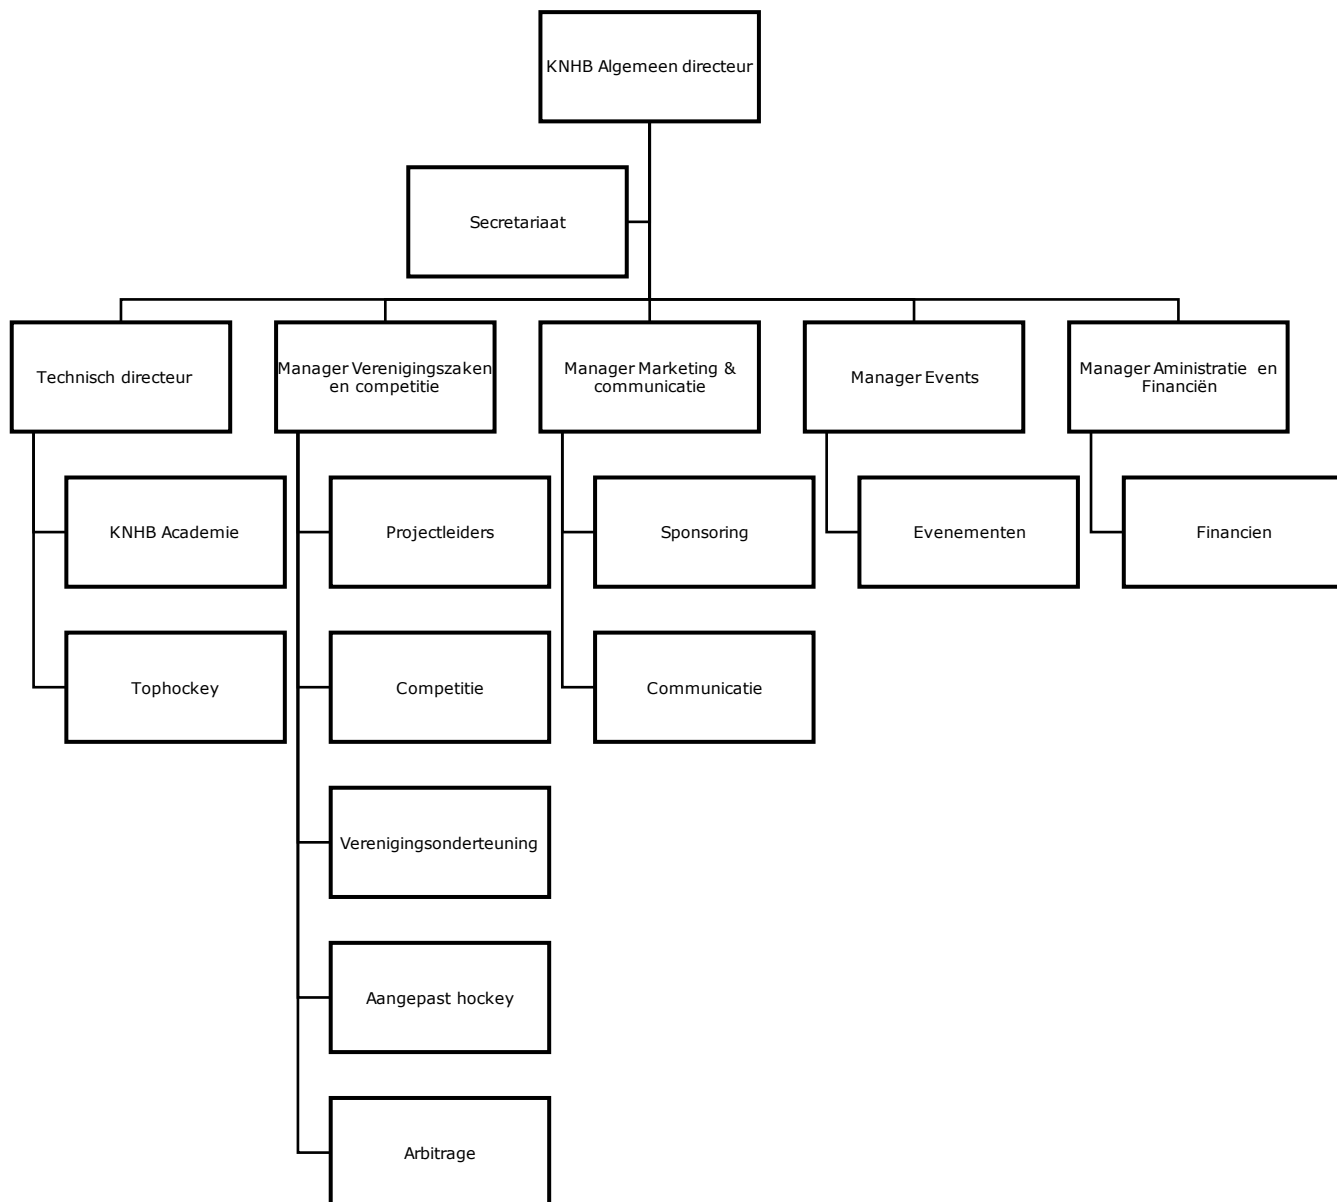 KNHB Algemeen directeur
Secretariaat
Technisch directeur
Manager Verenigingszaken
en competitie
Manager Marketing &
communicatie
Manager Events
Manager Aministratie  en
Financiën
KNHB Academie
Projectleiders
Sponsoring
Evenementen
Financien
Tophockey
Competitie
Communicatie
Verenigingsonderteuning
Aangepast hockey
Arbitrage